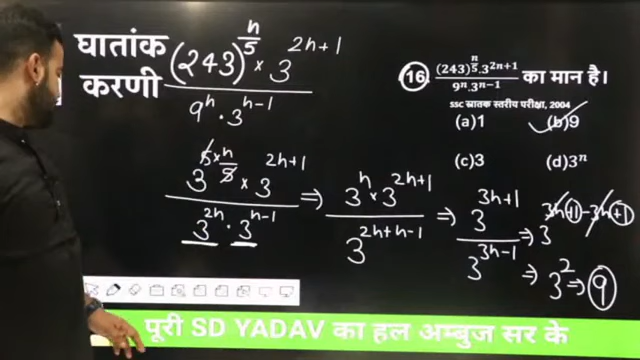 घातांक
करणी
(243)^(n/5) × 3^(2n+1) / 9^n · 3^(n-1)
3^(5×n/5) × 3^(2n+1) / 3^(2n) · 3^(n-1) ⇒ 3^n × 3^(2n+1) / 3^(2n+n-1) ⇒ 3^(3n+1) / 3^(3n-1) ⇒ 3^(3n+1-3n+1)
⇒ 3^2 ⇒ 9
16 (243)^(n/5).3^(2n+1) / 9^n.3^(n-1) का मान है।
SSC स्नातक स्तरीय परीक्षा, 2004
(a) 1 (b) 9
(c) 3 (d) 3^n
पूरी SD YADAV का हल अम्बुज सर के